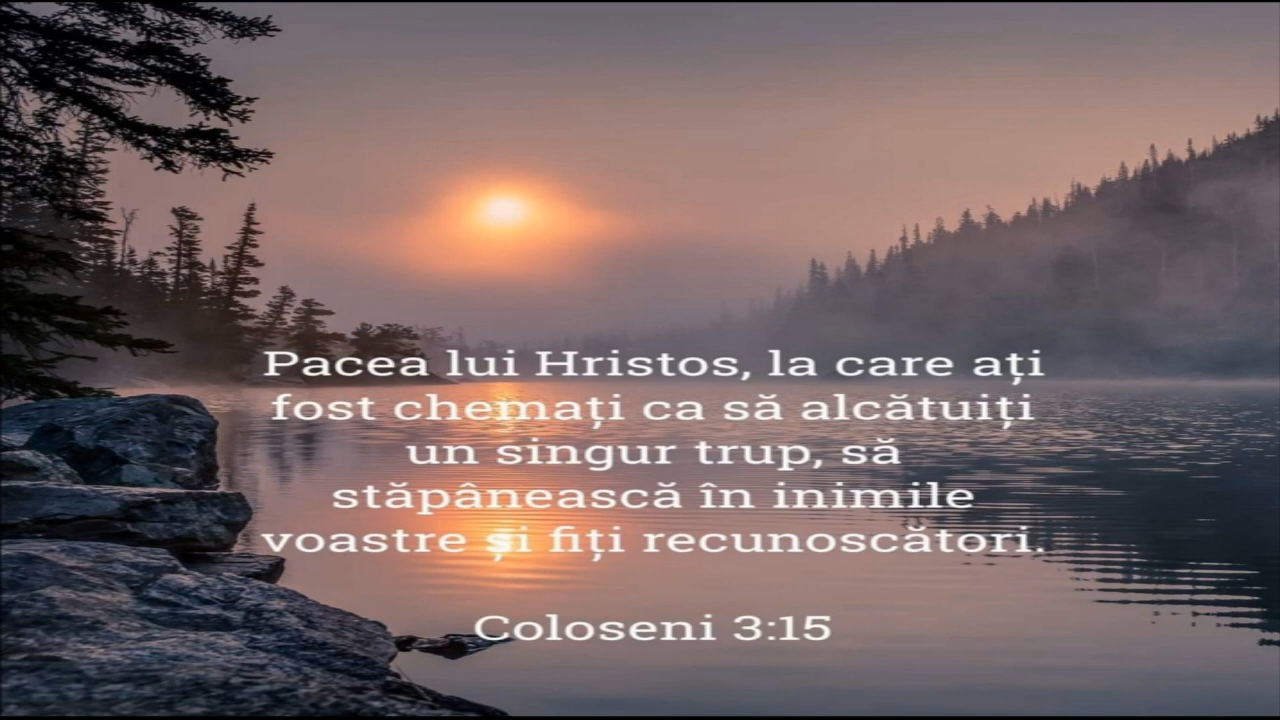 Pacea lui Hristos, la care ați
fost chemați ca să alcătuiți
un singur trup, să
stăpânească în inimile
voastre și fiți recunoscători.
Coloseni 3:15